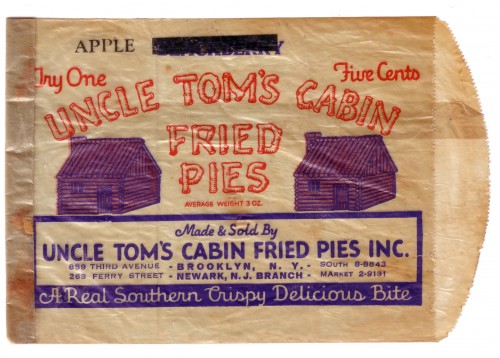 APPLE
Try One
Five Cents
UNCLE TOM'S CABIN
FRIED
PIES
AVERAGE WEIGHT 3 OZ.
Made & Sold By
UNCLE TOM'S CABIN FRIED PIES INC.
659 THIRD AVENUE - BROOKLYN, N. Y. - SOUTH 8-8843
263 FERRY STREET - NEWARK, N.J. BRANCH - MARKET 2-9131
A Real Southern Crispy Delicious Bite